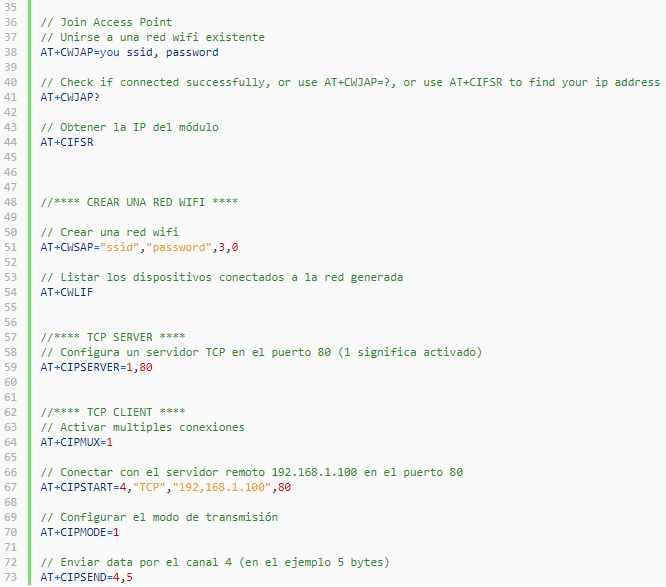 35
36 // Join Access Point
37 // Unirse a una red wifi existente
38 AT+CWJAP=you ssid, password
39
40 // Check if connected successfully, or use AT+CWJAP=?, or use AT+CIFSR to find your ip address
41 AT+CWJAP?
42
43 // Obtener la IP del módulo
44 AT+CIFSR
45
46
47
48 //**** CREAR UNA RED WIFI ****
49
50 // Crear una red wifi
51 AT+CWSAP="ssid","password",3,0
52
53 // Listar los dispositivos conectados a la red generada
54 AT+CWLIF
55
56
57 //**** TCP SERVER ****
58 // Configura un servidor TCP en el puerto 80 (1 significa activado)
59 AT+CIPSERVER=1,80
60
61
62 //**** TCP CLIENT ****
63 // Activar multiples conexiones
64 AT+CIPMUX=1
65
66 // Conectar con el servidor remoto 192.168.1.100 en el puerto 80
67 AT+CIPSTART=4,"TCP","192,168.1.100",80
68
69 // Configurar el modo de transmisión
70 AT+CIPMODE=1
71
72 // Enviar data por el canal 4 (en el ejemplo 5 bytes)
73 AT+CIPSEND=4,5